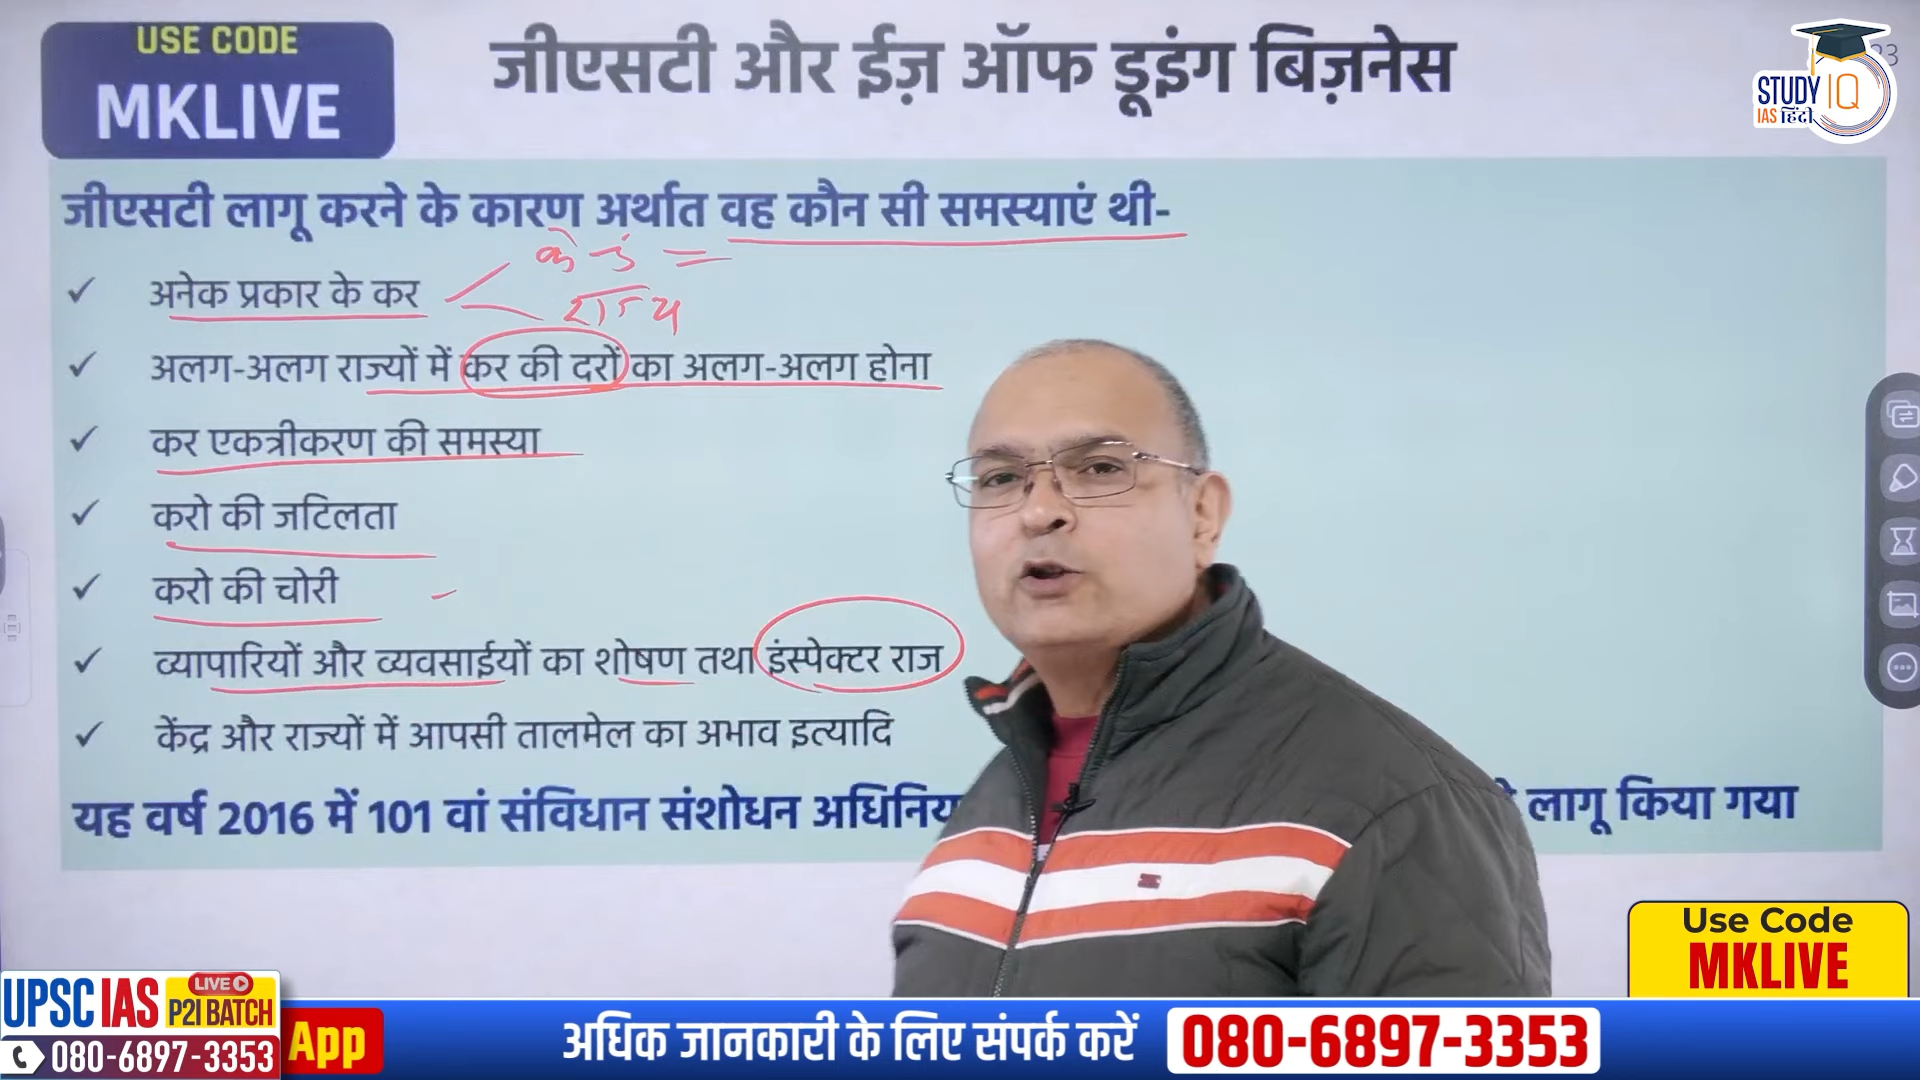 USE CODE
MKLIVE
जीएसटी और ईज़ ऑफ डूइंग बिज़नेस
23
STUDY IQ
IAS हिंदी
जीएसटी लागू करने के कारण अर्थात वह कौन सी समस्याएं थी-
केन्द्र
✓ अनेक प्रकार के कर
राज्य
✓ अलग-अलग राज्यों में कर की दरों का अलग-अलग होना
✓ कर एकत्रीकरण की समस्या
✓ करो की जटिलता
✓ करो की चोरी
✓ व्यापारियों और व्यवसाईयों का शोषण तथा इंस्पेक्टर राज
✓ केंद्र और राज्यों में आपसी तालमेल का अभाव इत्यादि
यह वर्ष 2016 में 101 वां संविधान संशोधन अधिनिय लागू किया गया
Use Code
MKLIVE
UPSC IAS LIVE P2I BATCH
080-6897-3353
App
अधिक जानकारी के लिए संपर्क करें 080-6897-3353